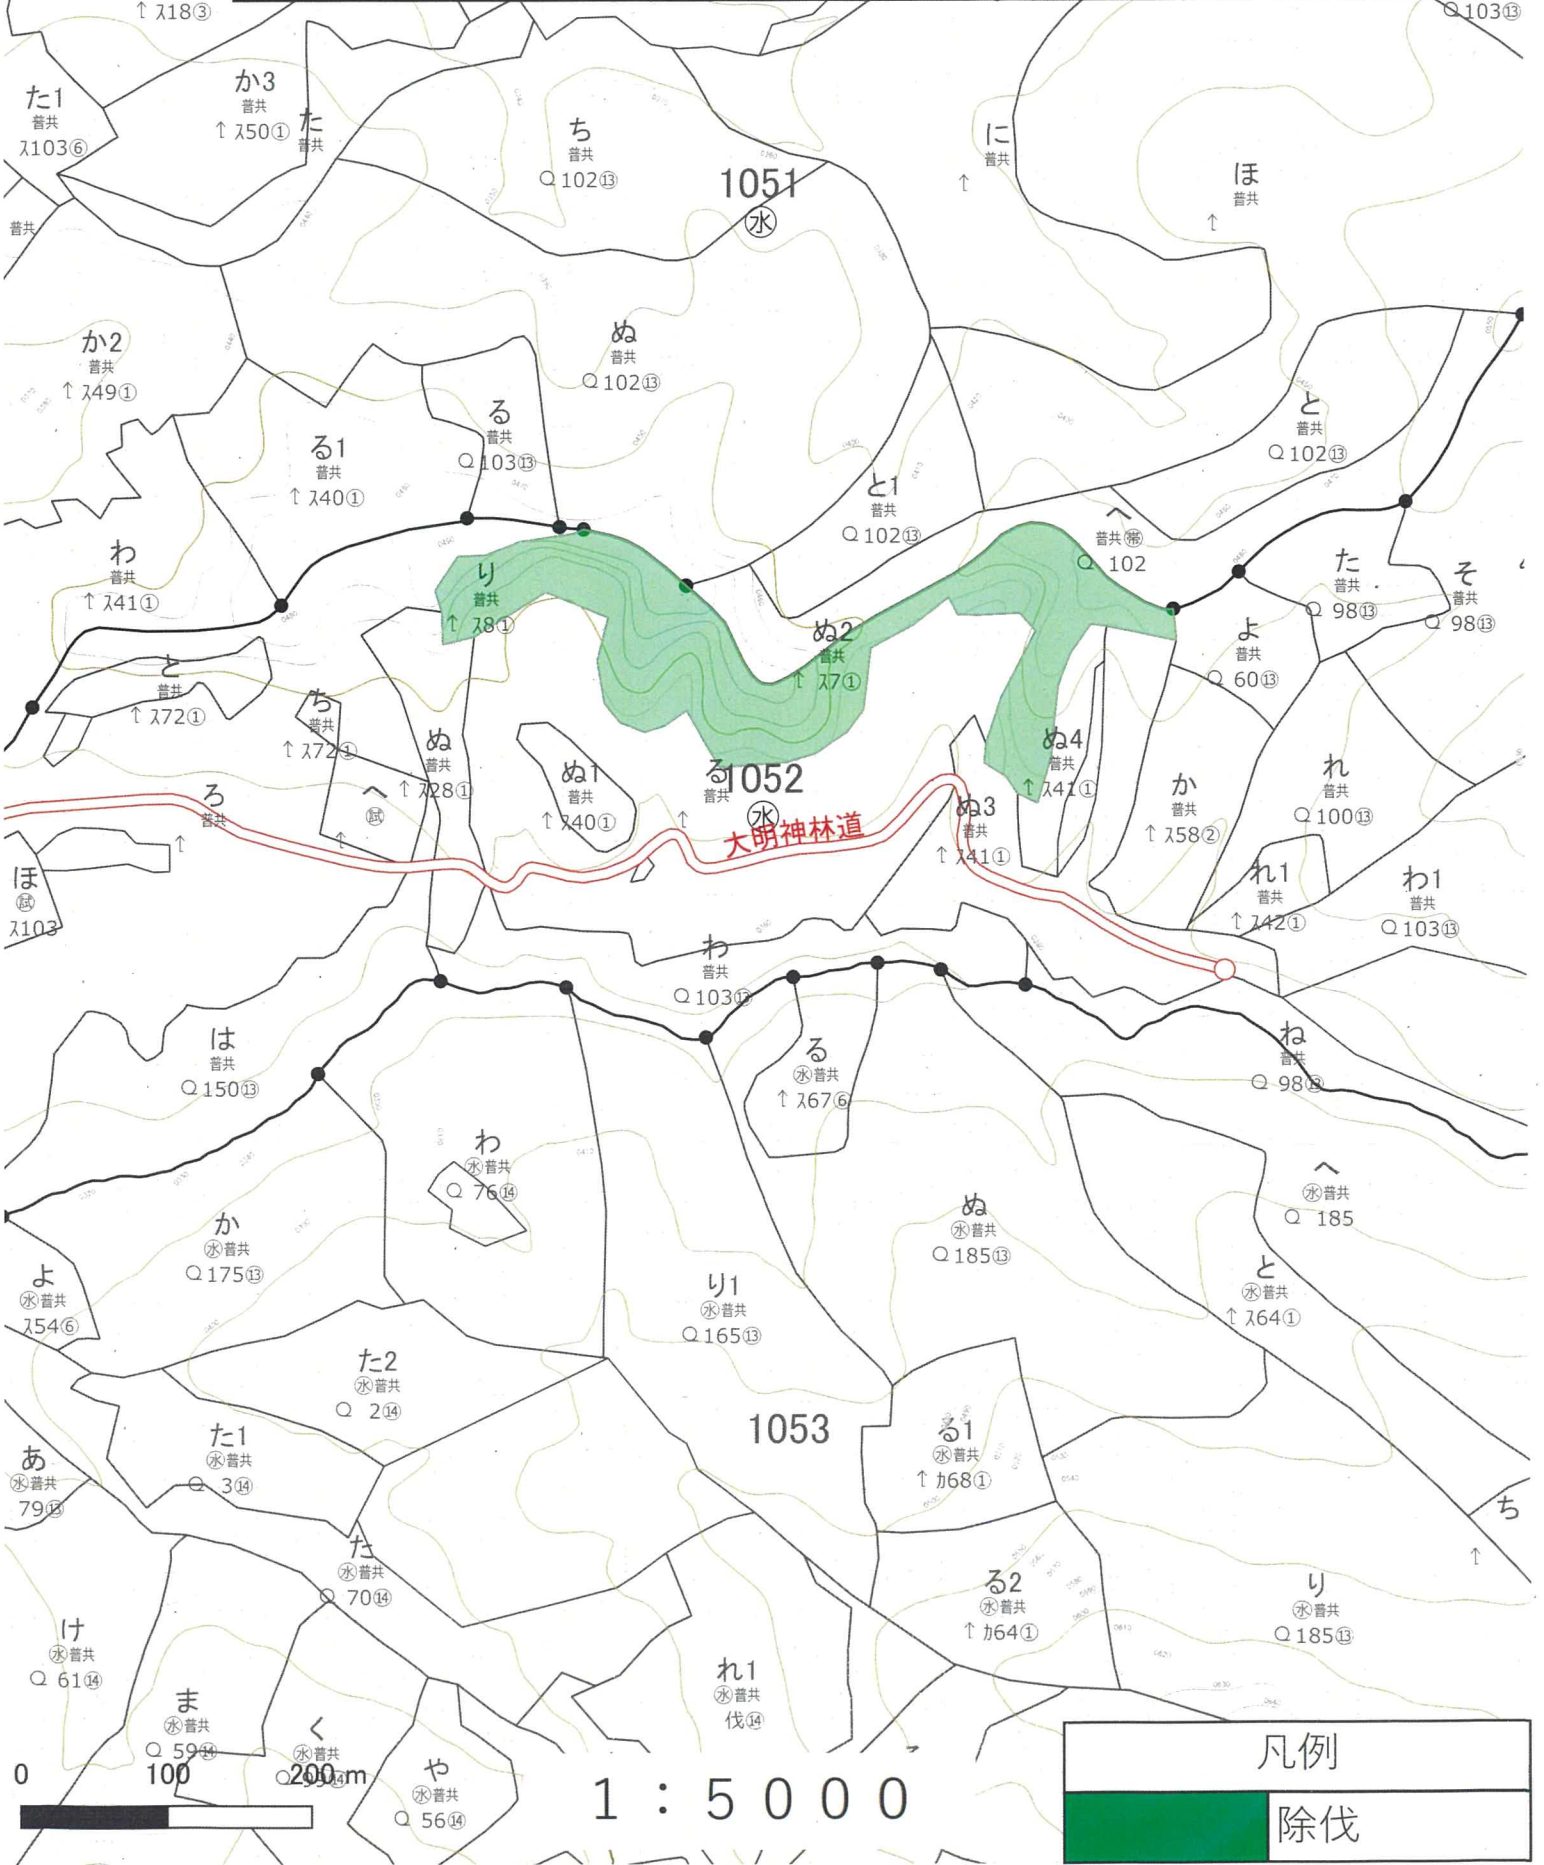 ↑ ｽ18③
Q103⑬
た1
普共
ｽ103⑥
か3
普共
↑ ｽ50①
た
普共
ち
普共
Q102⑬
1051
㊌
に
普共
↑
ほ
普共
↑
普共
か2
普共
↑ ｽ49①
ぬ
普共
Q102⑬
る
普共
Q103⑬
る1
普共
↑ ｽ40①
と
普共
Q102⑬
と1
普共
Q102⑬
へ
普共
Q 102
わ
普共
↑ ｽ41①
り
普共
↑ ｽ8①
ぬ2
普共
↑ ｽ7①
た
普共
Q 98⑬
そ
普共
Q 98⑬
よ
普共
Q 60⑬
と
普共
↑ ｽ72①
ち
普共
↑ ｽ72①
ぬ
普共
↑ ｽ28①
ぬ1
普共
↑ ｽ40①
る
普共
↑
1052
㊌
ぬ4
普共
↑ ｽ41①
か
普共
↑ ｽ58②
れ
普共
Q100⑬
ろ
普共
↑
へ
㊙試
↑
大明神林道
ぬ3
普共
↑ ｽ41①
ほ
ｽ103
れ1
普共
↑ ｽ42①
わ1
普共
Q103⑬
わ
普共
Q103⑬
は
普共
Q150⑬
る
㊌普共
↑ ｽ67⑥
ね
普共
Q 98⑬
わ
㊌普共
Q 76⑭
か
㊌普共
Q175⑬
よ
㊌普共
ｽ54⑥
ぬ
㊌普共
Q185⑬
へ
㊌普共
Q 185
と
㊌普共
↑ ｽ64①
り1
㊌普共
Q165⑬
た2
㊌普共
Q 2⑭
1053
た1
㊌普共
Q 3⑭
あ
㊌普共
79⑬
る1
㊌普共
↑ ｶ68①
ち
↑
た
㊌普共
Q 70⑭
る2
㊌普共
↑ ｶ64①
り
㊌普共
Q185⑬
け
㊌普共
Q 61⑭
れ1
㊌普共
伐⑭
ま
㊌普共
Q 59⑭
く
㊌普共
や
㊌普共
Q 56⑭
0 100 200 m
1：5000
凡例
除伐